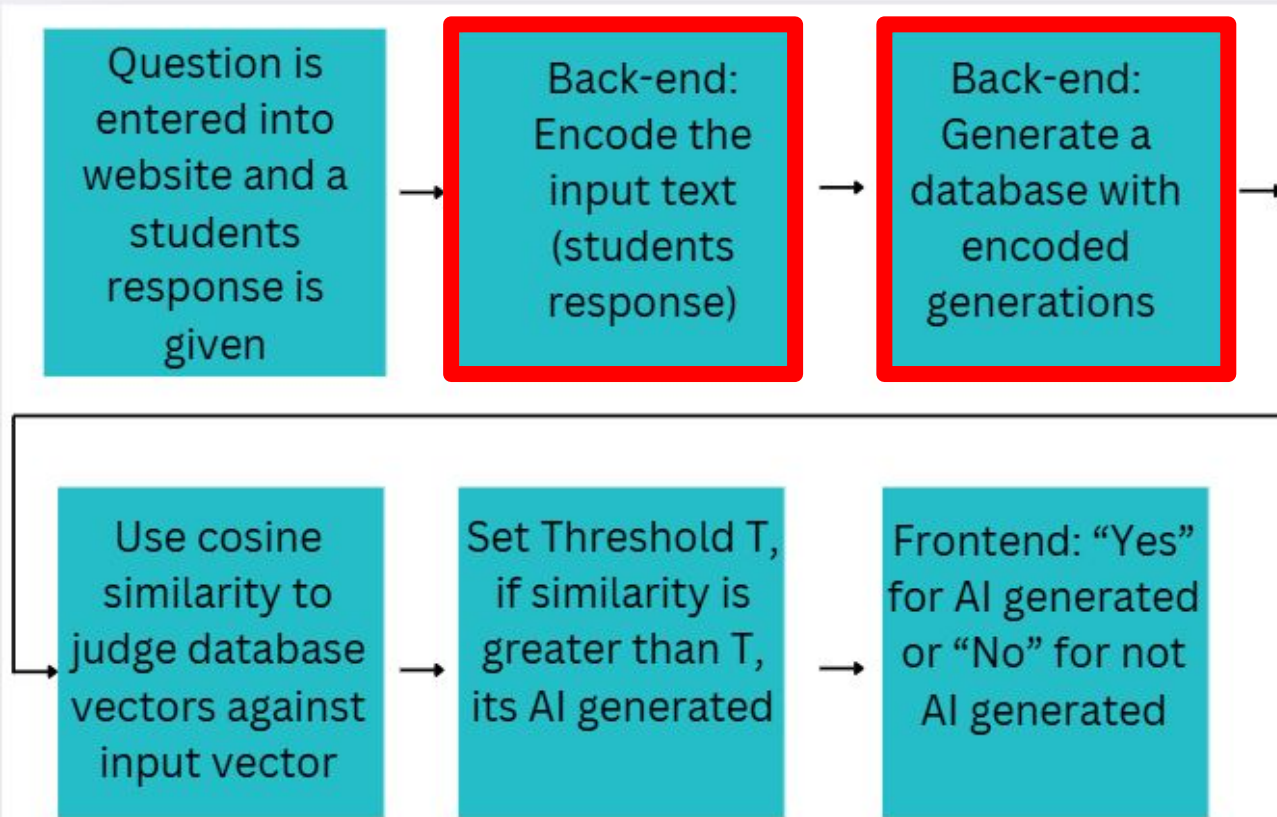 Question is
entered into
website and a
students
response is
given
Back-end:
Encode the
input text
(students
response)
Back-end:
Generate a
database with
encoded
generations
Use cosine
similarity to
judge database
vectors against
input vector
Set Threshold T,
if similarity is
greater than T,
its AI generated
Frontend: “Yes”
for AI generated
or “No” for not
AI generated